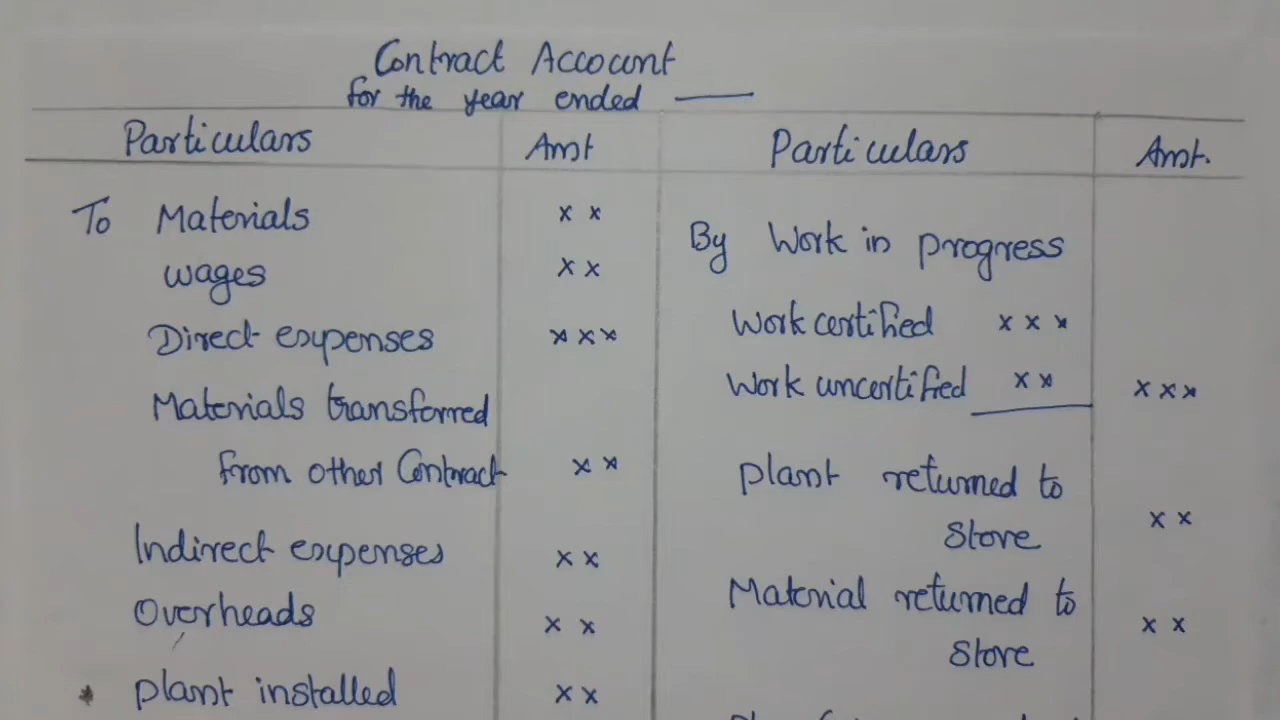 Contract Account
for the year ended
Particulars Amt Particulars Amt.
To Materials x x
wages x x
Direct expenses x x x
Materials transforred
from other Contract x x
Indirect expenses x x
Overheads x x
* plant installed x x
By Work in progress
Work certified x x x
Work uncertified x x x x x
plant returned to
Store x x
Material returned to
Store x x